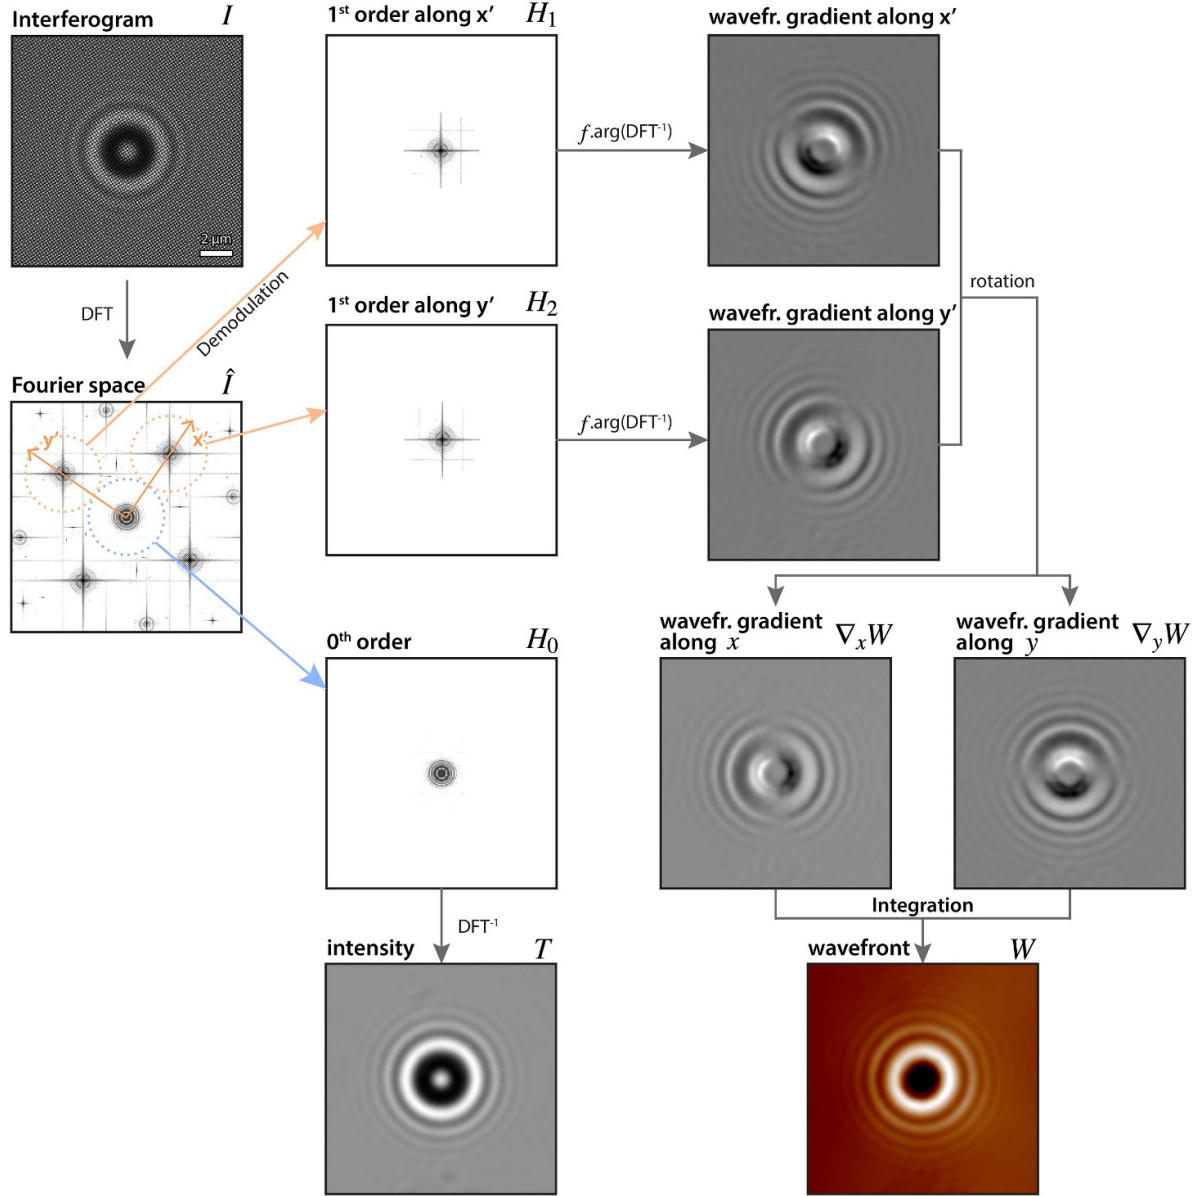 Interferogram I
2 μm
DFT
Fourier space Î
y’
x’
Demodulation
1st order along x’ H1
f.arg(DFT-1)
wavefr. gradient along x’
1st order along y’ H2
f.arg(DFT-1)
wavefr. gradient along y’
rotation
0th order H0
DFT-1
intensity T
wavefr. gradient
along x ∇xW
wavefr. gradient
along y ∇yW
Integration
wavefront W